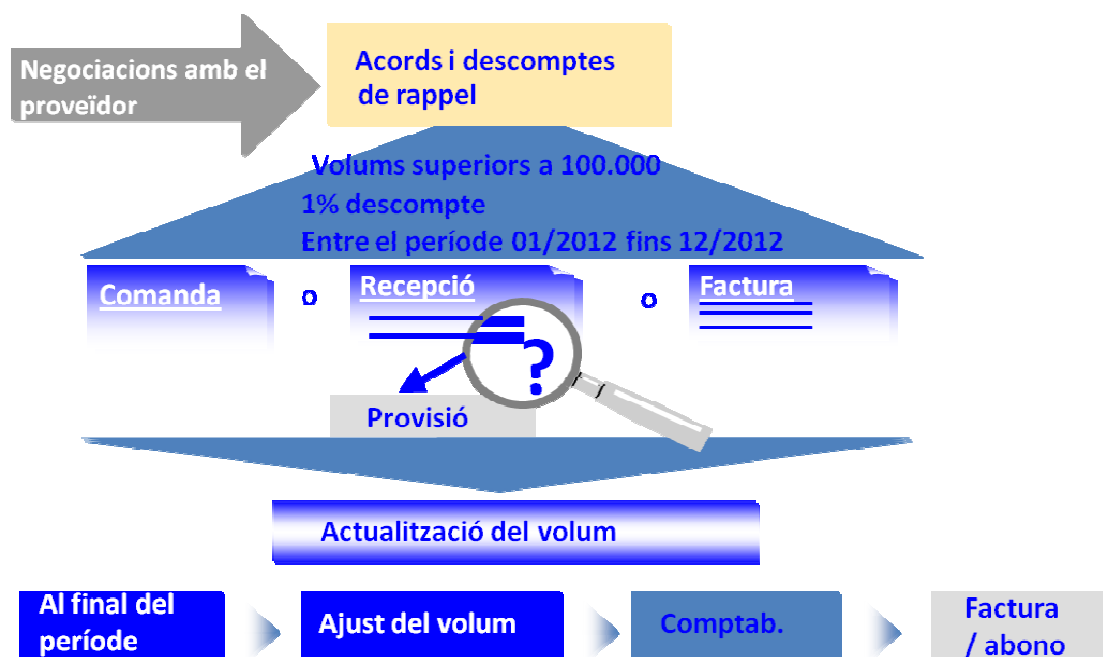 Negociacions amb el
proveïdor
Acords i descomptes
de rappel
Volums superiors a 100.000
1% descompte
Entre el període 01/2012 fins 12/2012
Comanda
o
Recepció
o
Factura
?
Provisió
Actualització del volum
Al final del
període
Ajust del volum
Comptab.
Factura
/ abono